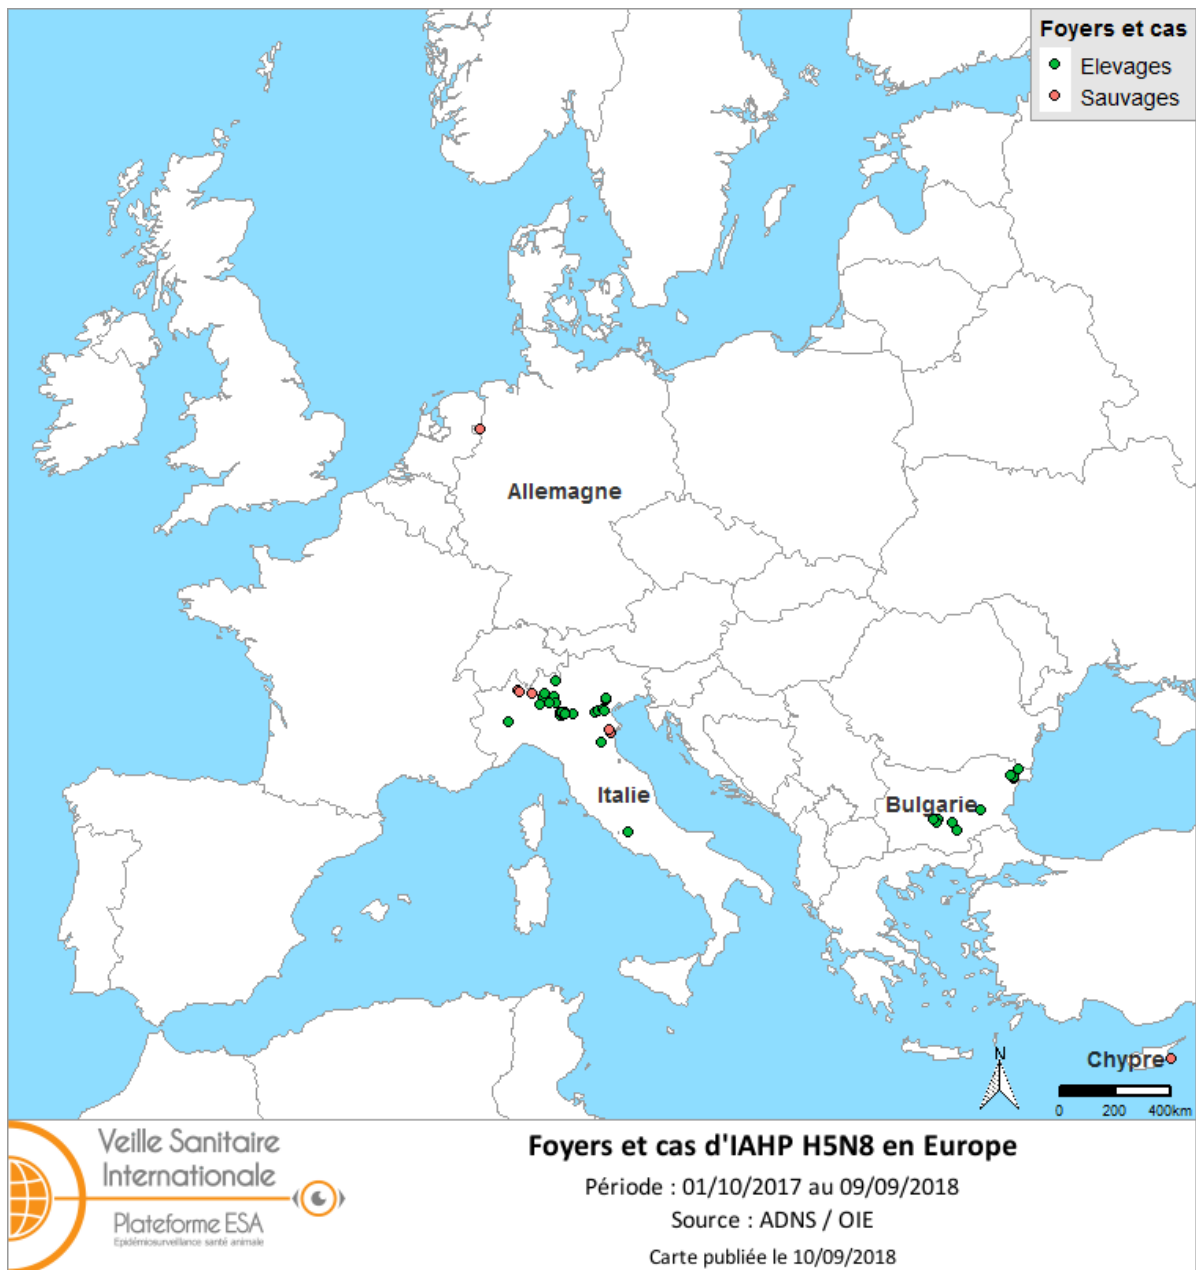 Foyers et cas
Elevages
Sauvages
Allemagne
Italie
Bulgarie
Chypre
N
0 200 400km
Veille Sanitaire
Internationale
Plateforme ESA
Epidémiosurveillance santé animale
Foyers et cas d'IAHP H5N8 en Europe
Période : 01/10/2017 au 09/09/2018
Source : ADNS / OIE
Carte publiée le 10/09/2018